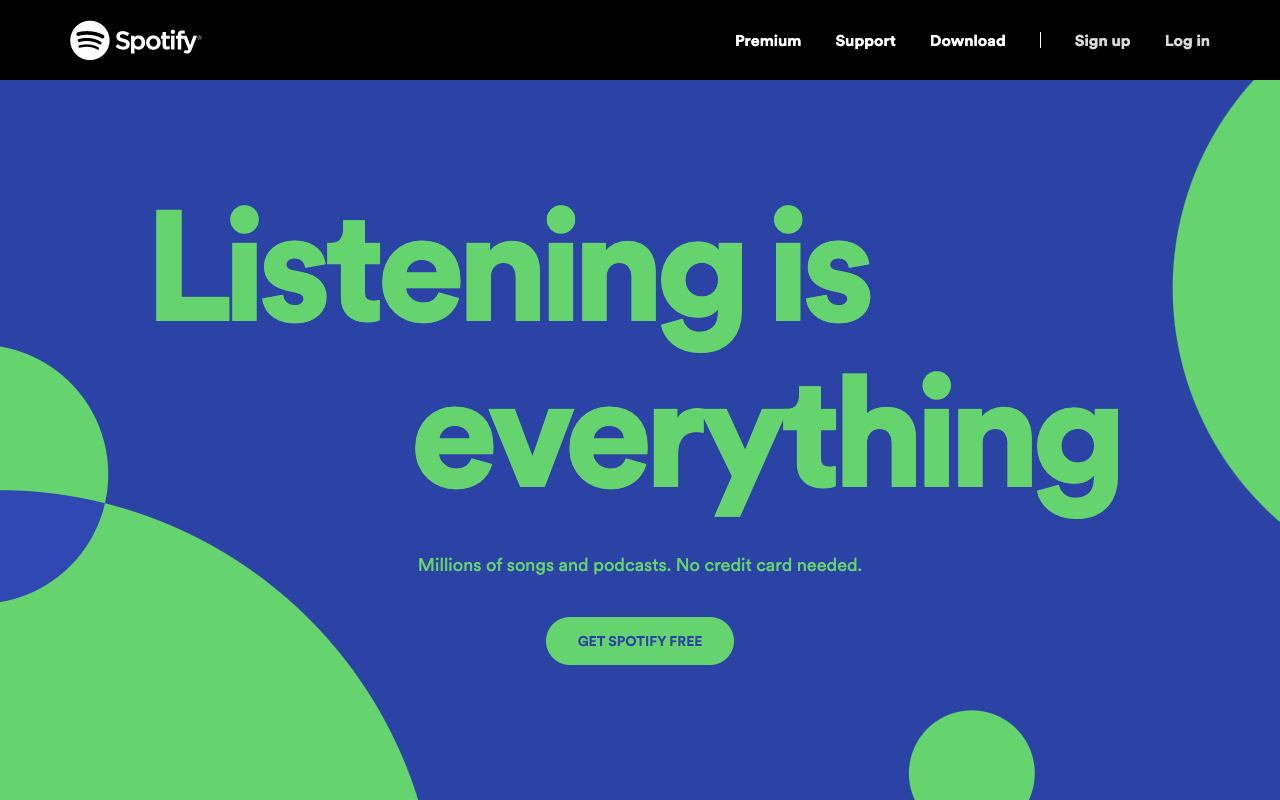 Spotify®
Premium Support Download | Sign up Log in
Listening is
everything
Millions of songs and podcasts. No credit card needed.
GET SPOTIFY FREE